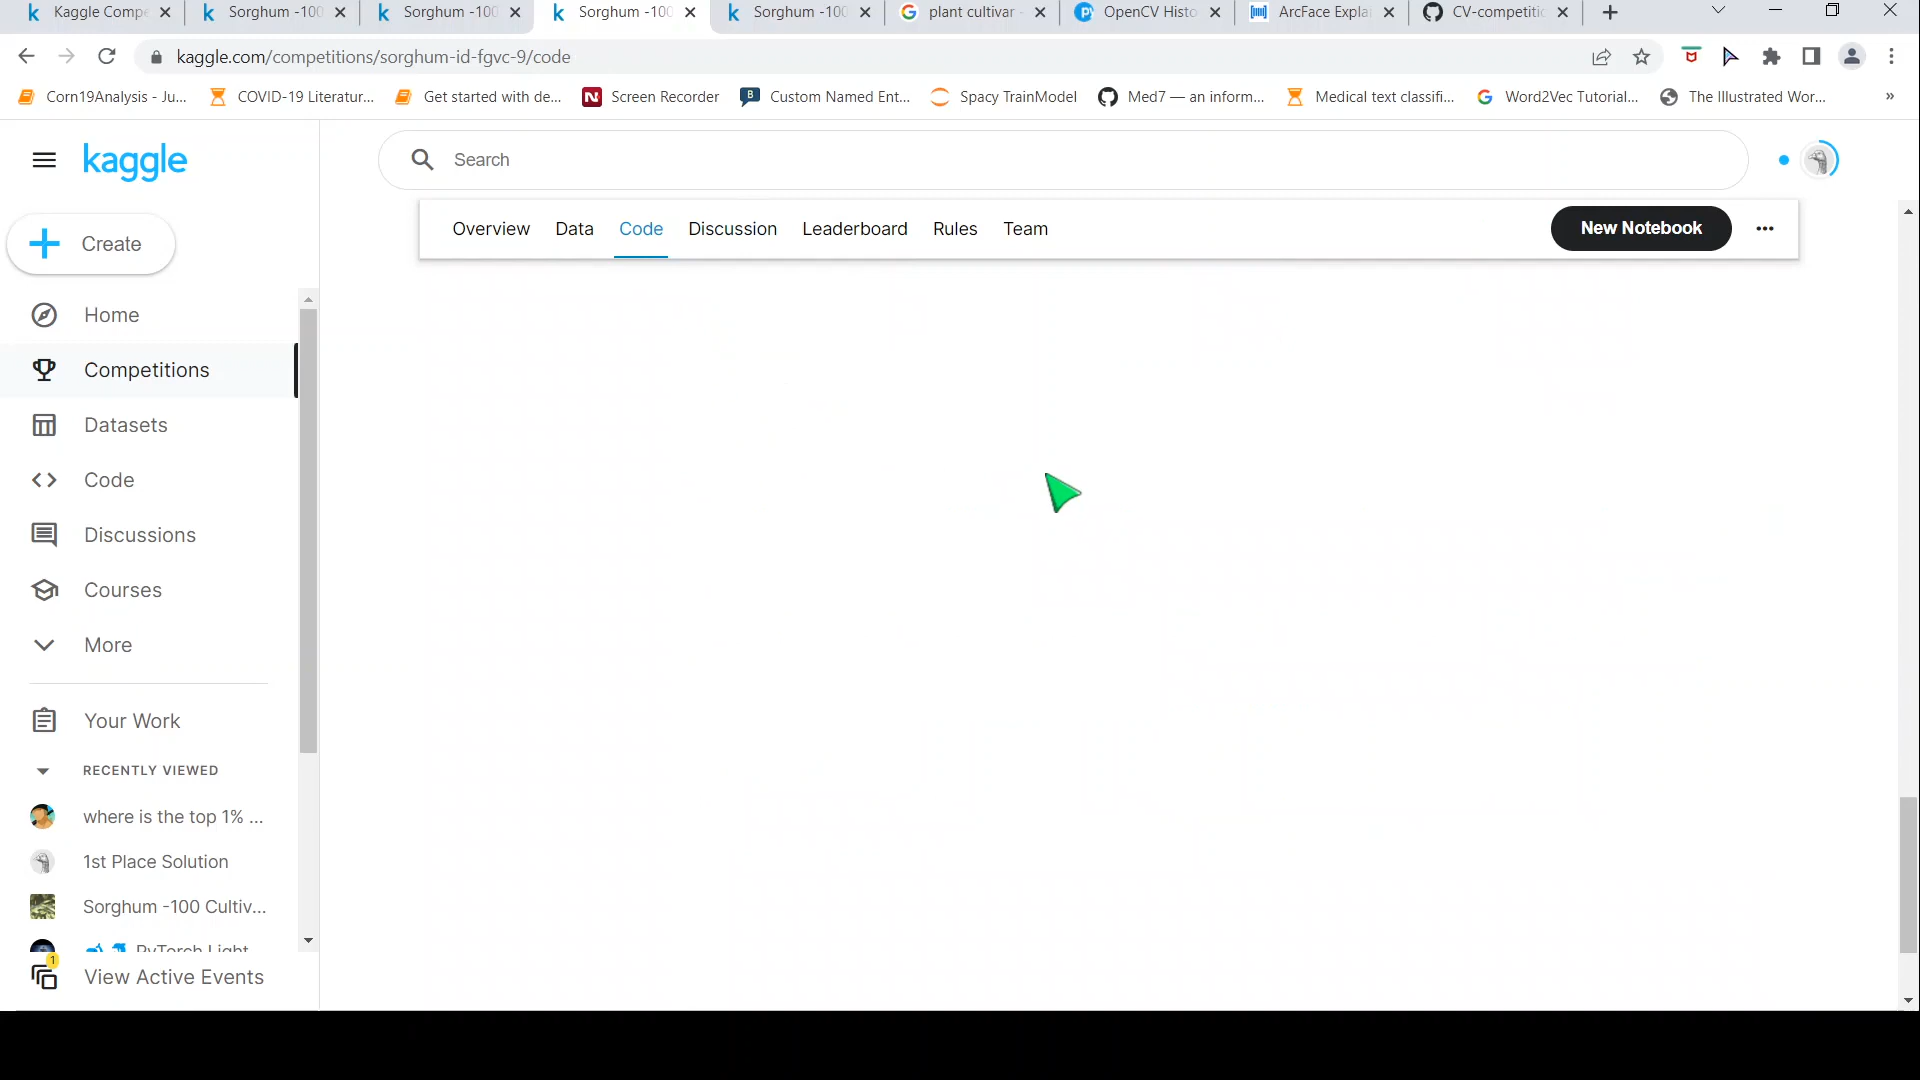 Kaggle Compe
Sorghum -100
Sorghum -100
Sorghum -100
Sorghum -100
plant cultivar -
OpenCV Histo
ArcFace Expla
CV-competitio
kaggle.com/competitions/sorghum-id-fgvc-9/code
Corn19Analysis - Ju...
COVID-19 Literatur...
Get started with de...
Screen Recorder
Custom Named Ent...
Spacy TrainModel
Med7 — an inform...
Medical text classifi...
Word2Vec Tutorial...
The Illustrated Wor...
»
kaggle
Search
Overview
Data
Code
Discussion
Leaderboard
Rules
Team
New Notebook
Create
Home
Competitions
Datasets
Code
Discussions
Courses
More
Your Work
RECENTLY VIEWED
where is the top 1% ...
1st Place Solution
Sorghum -100 Cultiv...
PyTorch Light
1
View Active Events